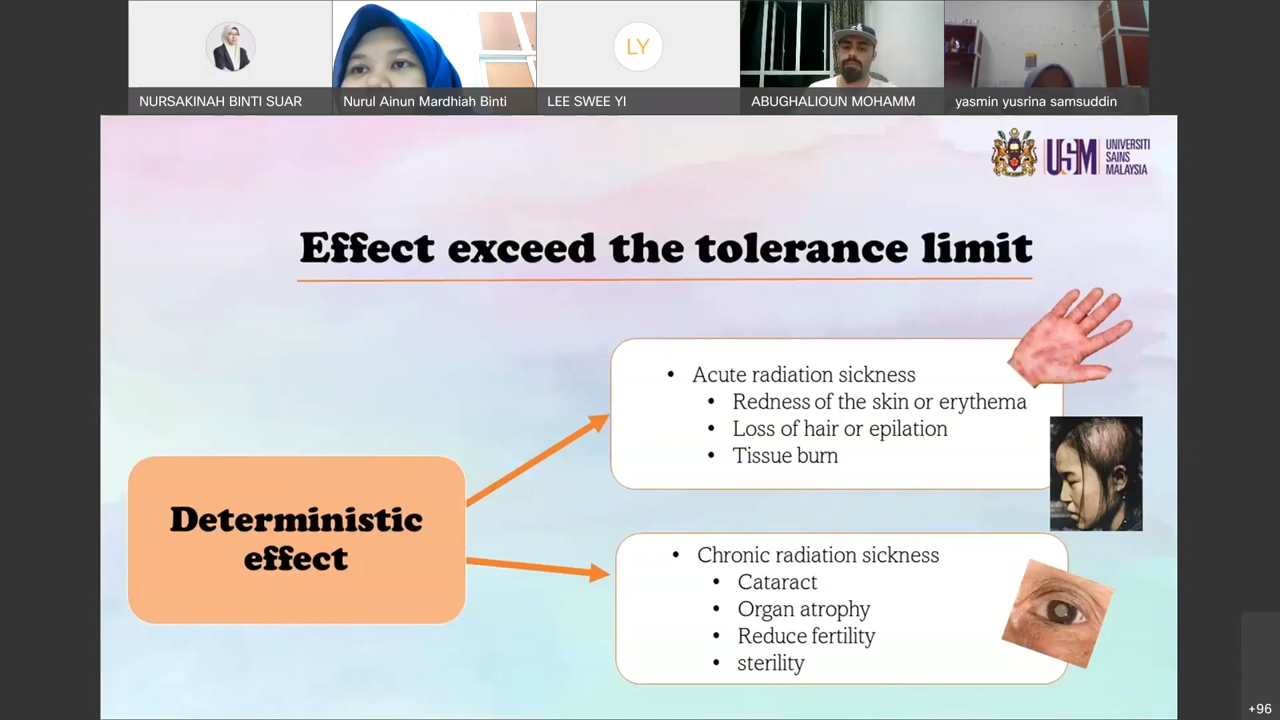 NURSAKINAH BINTI SUAR
Nurul Ainun Mardhiah Binti
LY
LEE SWEE YI
ABUGHALIOUN MOHAMM
yasmin yusrina samsuddin
USM
UNIVERSITI
SAINS
MALAYSIA
Effect exceed the tolerance limit
• Acute radiation sickness
• Redness of the skin or erythema
• Loss of hair or epilation
• Tissue burn
Deterministic
effect
• Chronic radiation sickness
• Cataract
• Organ atrophy
• Reduce fertility
• sterility
+96